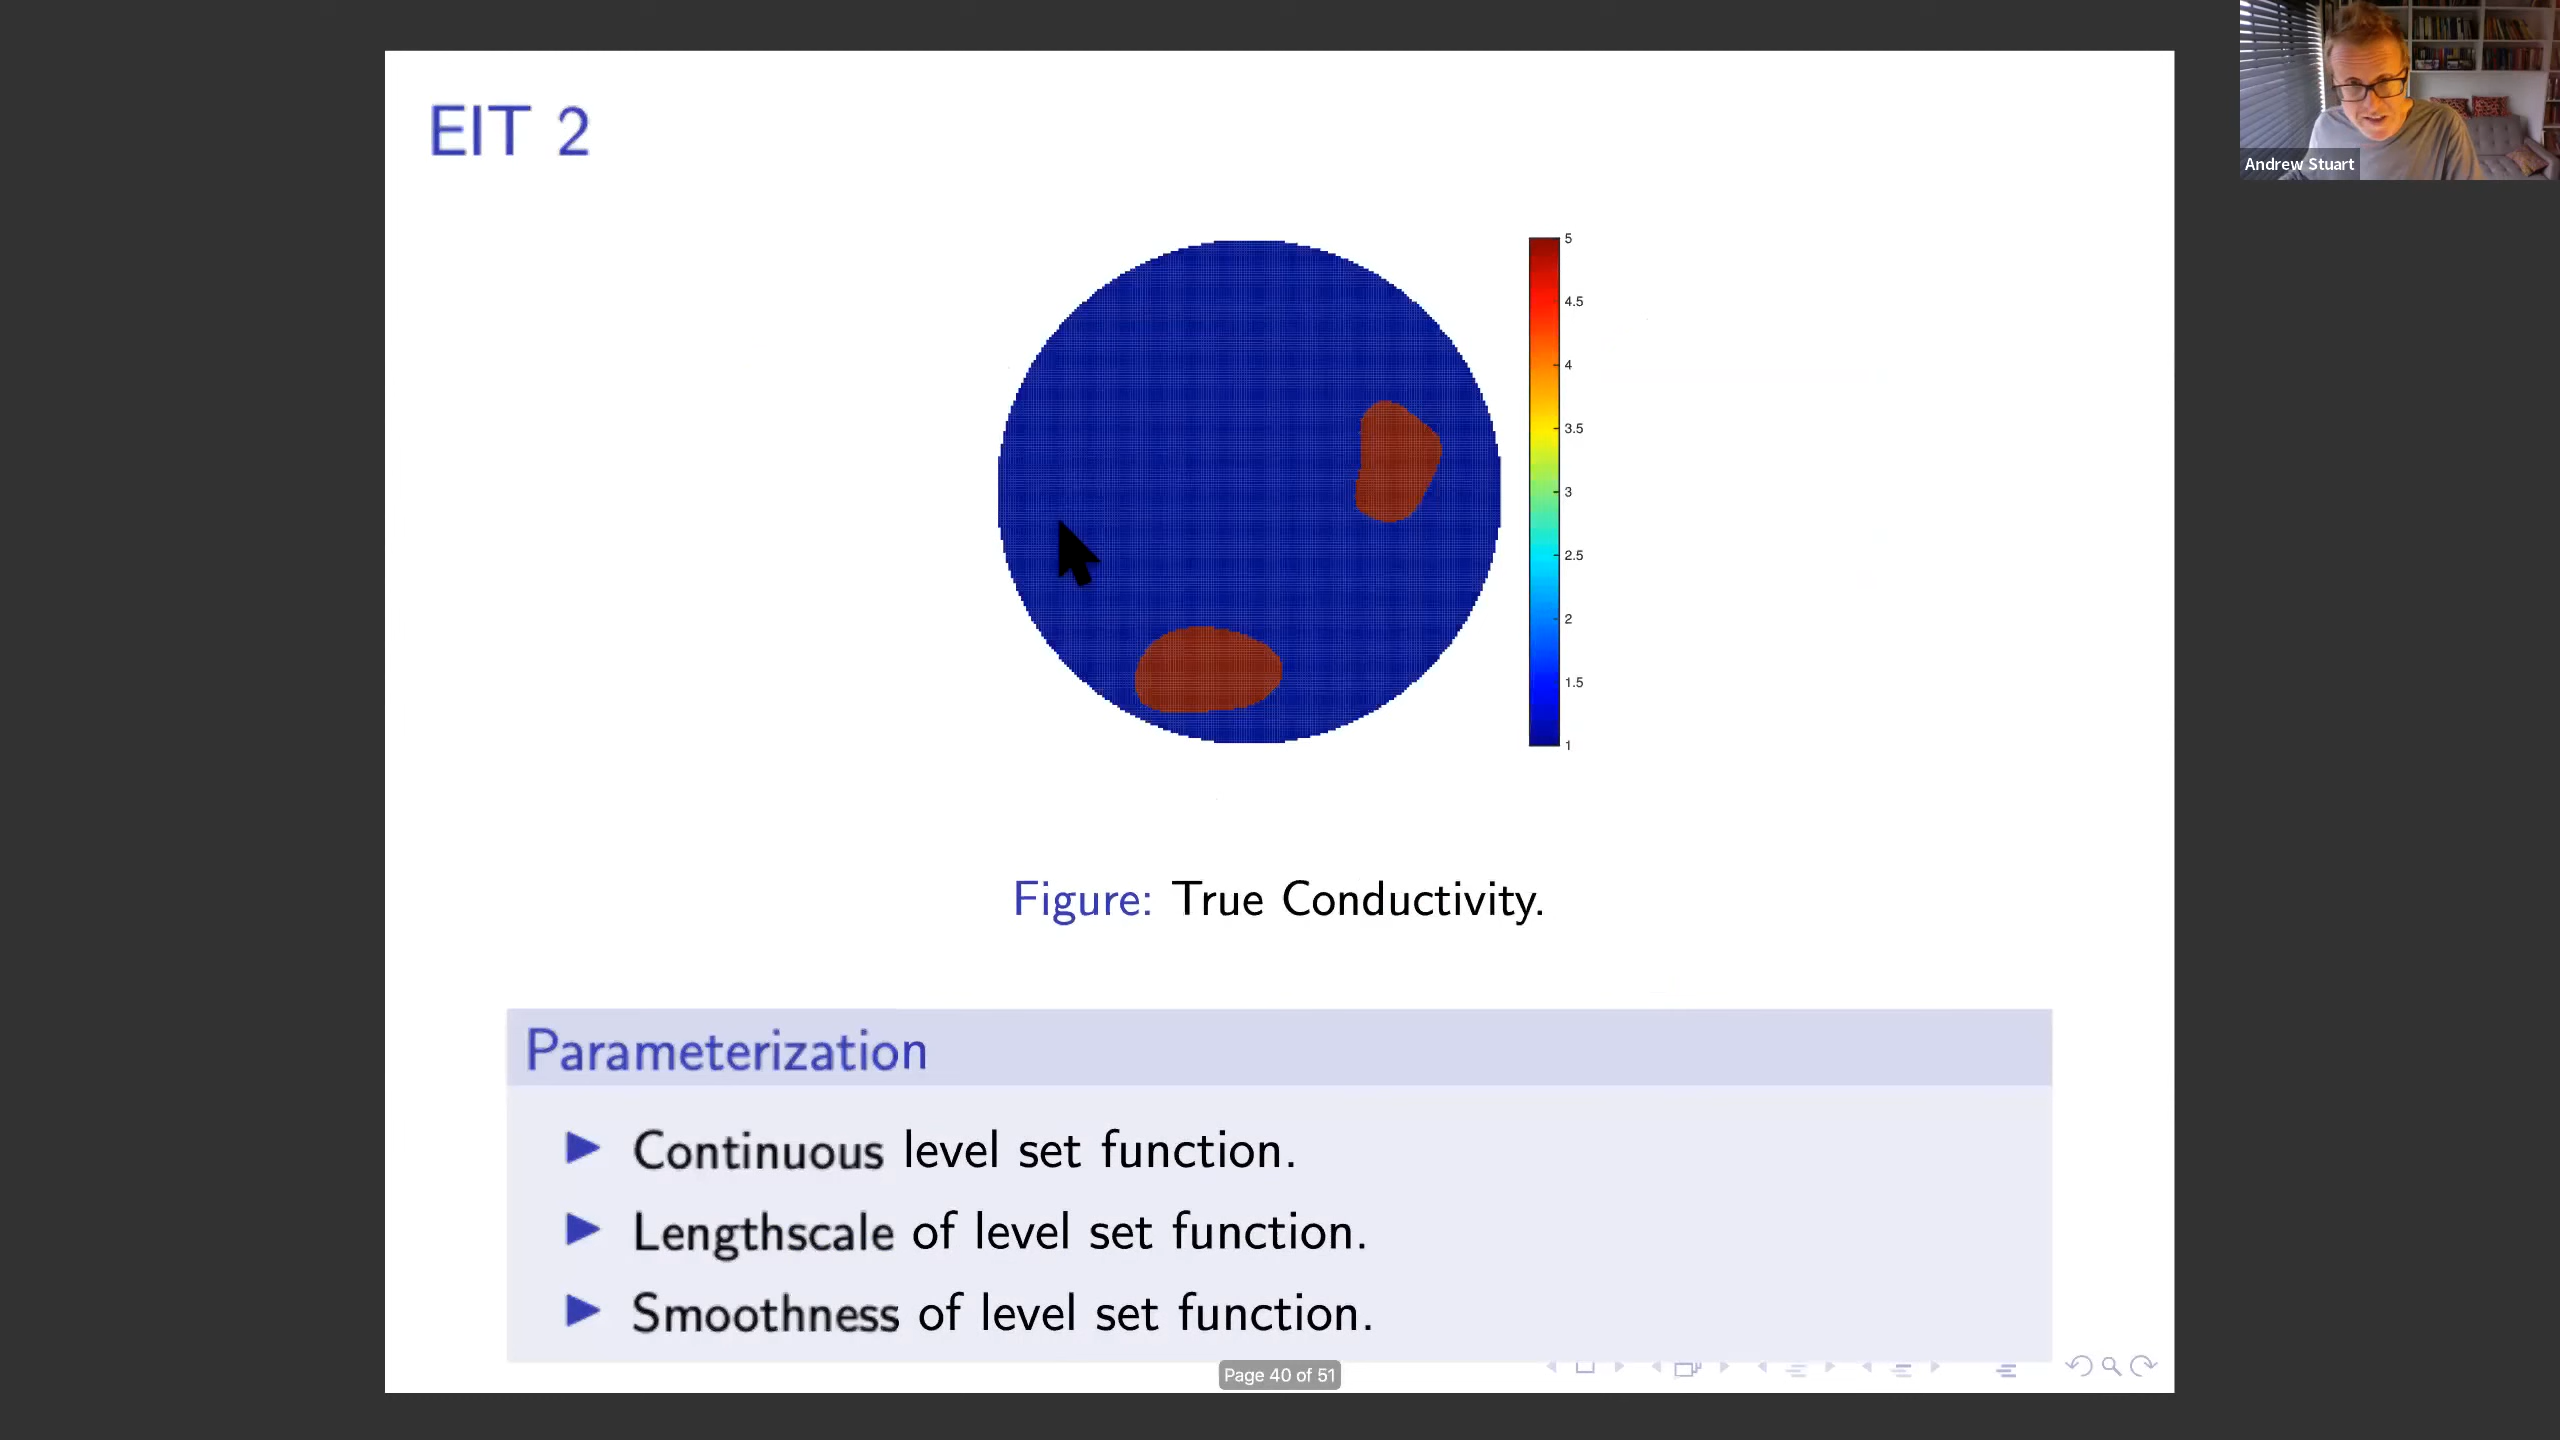 EIT 2
Andrew Stuart
5
4.5
4
3.5
3
2.5
2
1.5
1
Figure: True Conductivity.
Parameterization
Continuous level set function.
Lengthscale of level set function.
Smoothness of level set function.
Page 40 of 51